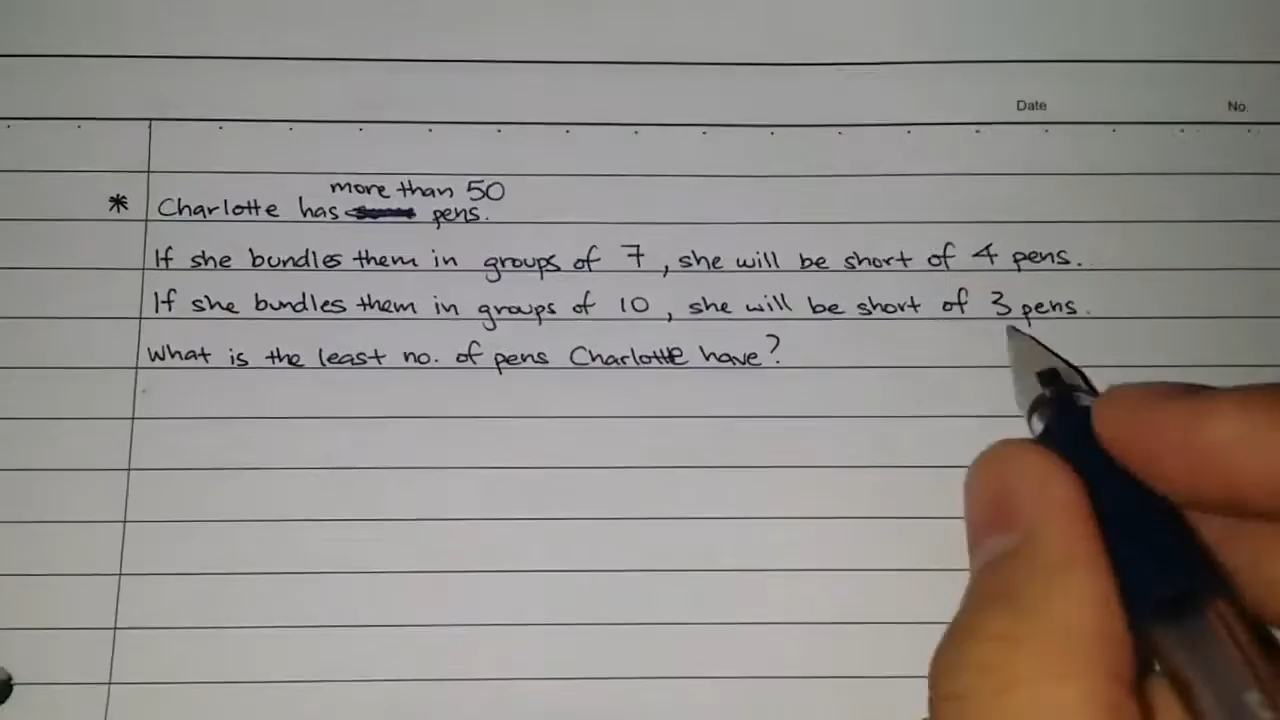 Date No.
more than 50
* Charlotte has pens.
If she bundles them in groups of 7, she will be short of 4 pens.
If she bundles them in groups of 10, she will be short of 3 pens.
What is the least no. of pens Charlotte have?